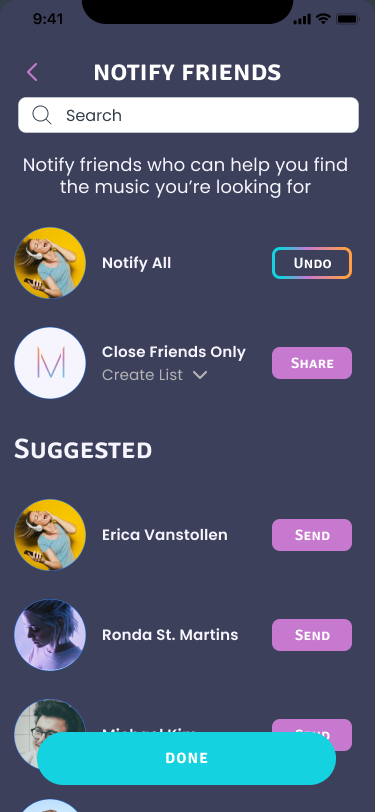 9:41
NOTIFY FRIENDS
Search
Notify friends who can help you find
the music you’re looking for
Notify All
UNDO
M
Close Friends Only
Create List
SHARE
SUGGESTED
Erica Vanstollen
SEND
Ronda St. Martins
SEND
Michael Kim
SEND
DONE